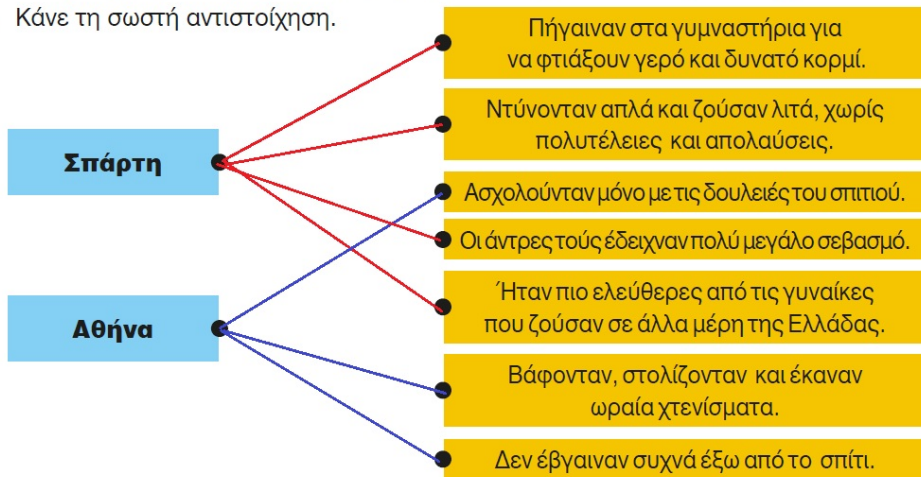 Κάνε τη σωστή αντιστοίχηση.
Πήγαιναν στα γυμναστήρια για
να φτιάξουν γερό και δυνατό κορμί.
Ντύνονταν απλά και ζούσαν λιτά, χωρίς
πολυτέλειες και απολαύσεις.
Σπάρτη
Ασχολούνταν μόνο με τις δουλειές του σπιτιού.
Οι άντρες τούς έδειχναν πολύ μεγάλο σεβασμό.
Ήταν πιο ελεύθερες από τις γυναίκες
που ζούσαν σε άλλα μέρη της Ελλάδας.
Αθήνα
Βάφονταν, στολίζονταν και έκαναν
ωραία χτενίσματα.
Δεν έβγαιναν συχνά έξω από το σπίτι.